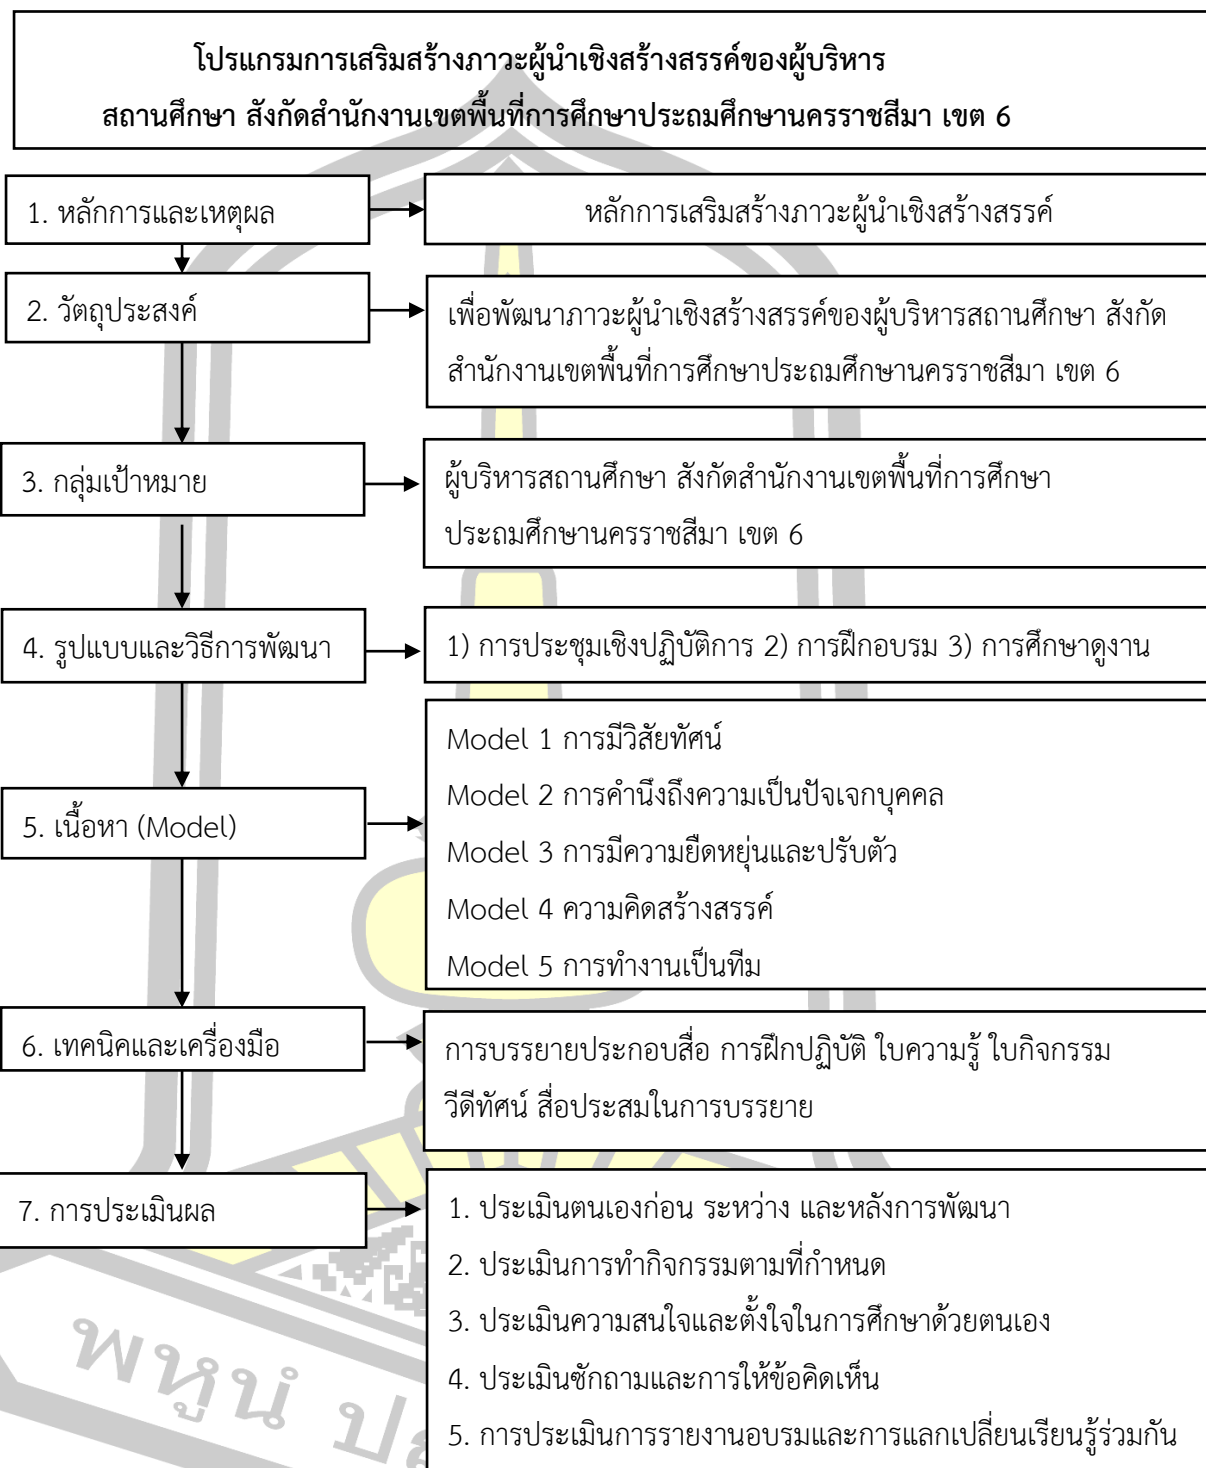 โปรแกรมการเสริมสร้างภาวะผู้นำเชิงสร้างสรรค์ของผู้บริหาร
สถานศึกษา สังกัดสำนักงานเขตพื้นที่การศึกษาประถมศึกษานครราชสีมา เขต 6
1. หลักการและเหตุผล
หลักการเสริมสร้างภาวะผู้นำเชิงสร้างสรรค์
2. วัตถุประสงค์
เพื่อพัฒนาภาวะผู้นำเชิงสร้างสรรค์ของผู้บริหารสถานศึกษา สังกัด
สำนักงานเขตพื้นที่การศึกษาประถมศึกษานครราชสีมา เขต 6
3. กลุ่มเป้าหมาย
ผู้บริหารสถานศึกษา สังกัดสำนักงานเขตพื้นที่การศึกษา
ประถมศึกษานครราชสีมา เขต 6
4. รูปแบบและวิธีการพัฒนา
1) การประชุมเชิงปฏิบัติการ 2) การฝึกอบรม 3) การศึกษาดูงาน
5. เนื้อหา (Model)
Model 1 การมีวิสัยทัศน์
Model 2 การคำนึงถึงความเป็นปัจเจกบุคคล
Model 3 การมีความยืดหยุ่นและปรับตัว
Model 4 ความคิดสร้างสรรค์
Model 5 การทำงานเป็นทีม
6. เทคนิคและเครื่องมือ
การบรรยายประกอบสื่อ การฝึกปฏิบัติ ใบความรู้ ใบกิจกรรม
วีดีทัศน์ สื่อประสมในการบรรยาย
7. การประเมินผล
1. ประเมินตนเองก่อน ระหว่าง และหลังการพัฒนา
2. ประเมินการทำกิจกรรมตามที่กำหนด
3. ประเมินความสนใจและตั้งใจในการศึกษาด้วยตนเอง
4. ประเมินซักถามและการให้ข้อคิดเห็น
5. การประเมินการรายงานอบรมและการแลกเปลี่ยนเรียนรู้ร่วมกัน
พหูนํ